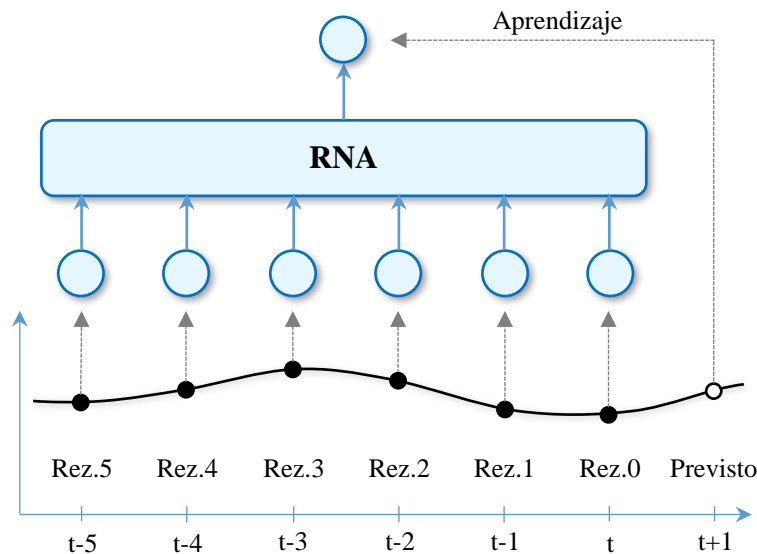 Aprendizaje
RNA
Rez.5 Rez.4 Rez.3 Rez.2 Rez.1 Rez.0 Previsto
t-5 t-4 t-3 t-2 t-1 t t+1